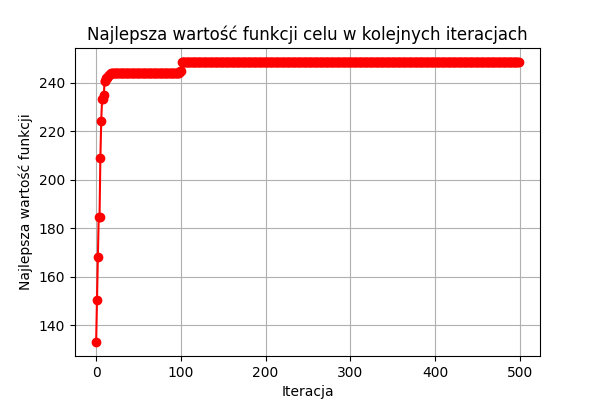 Najlepsza wartość funkcji celu w kolejnych iteracjach
Najlepsza wartość funkcji
240
220
200
180
160
140
0 100 200 300 400 500
Iteracja